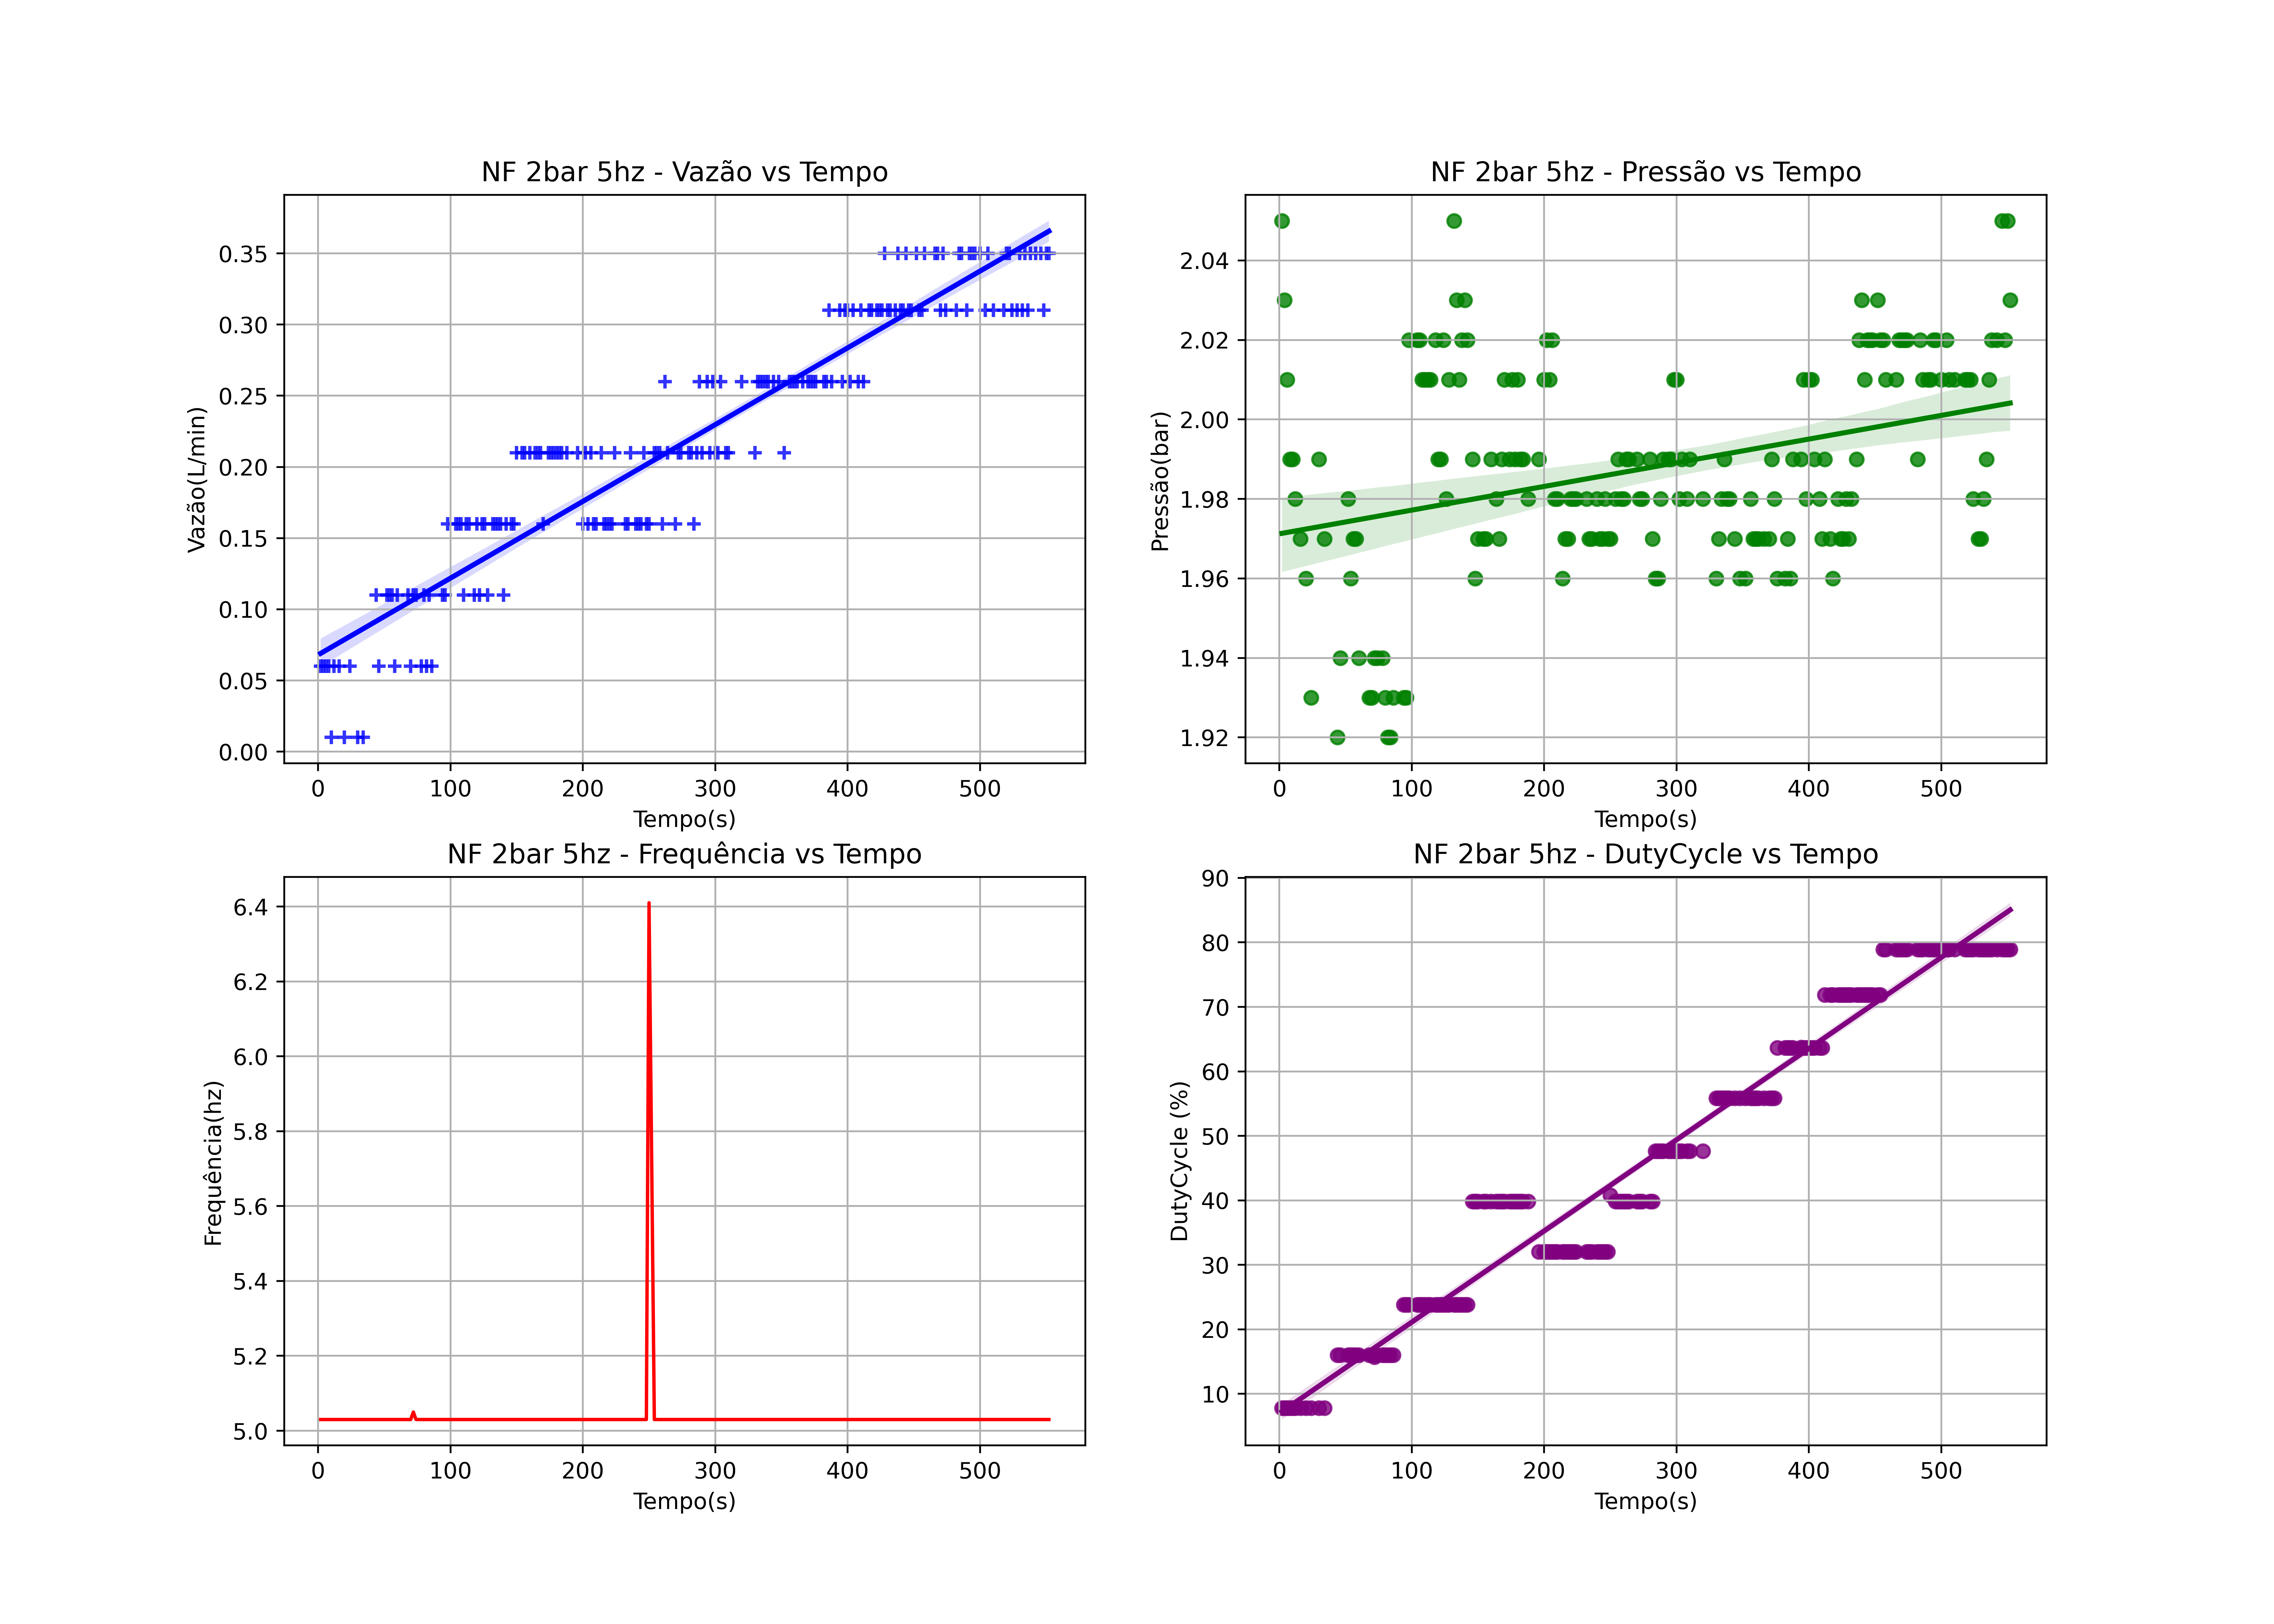 NF 2bar 5hz - Vazão vs Tempo
Vazão(L/min)
0.35
0.30
0.25
0.20
0.15
0.10
0.05
0.00
0 100 200 300 400 500
Tempo(s)
NF 2bar 5hz - Pressão vs Tempo
Pressão(bar)
2.04
2.02
2.00
1.98
1.96
1.94
1.92
0 100 200 300 400 500
Tempo(s)
NF 2bar 5hz - Frequência vs Tempo
Frequência(hz)
6.4
6.2
6.0
5.8
5.6
5.4
5.2
5.0
0 100 200 300 400 500
Tempo(s)
NF 2bar 5hz - DutyCycle vs Tempo
DutyCycle (%)
90
80
70
60
50
40
30
20
10
0 100 200 300 400 500
Tempo(s)